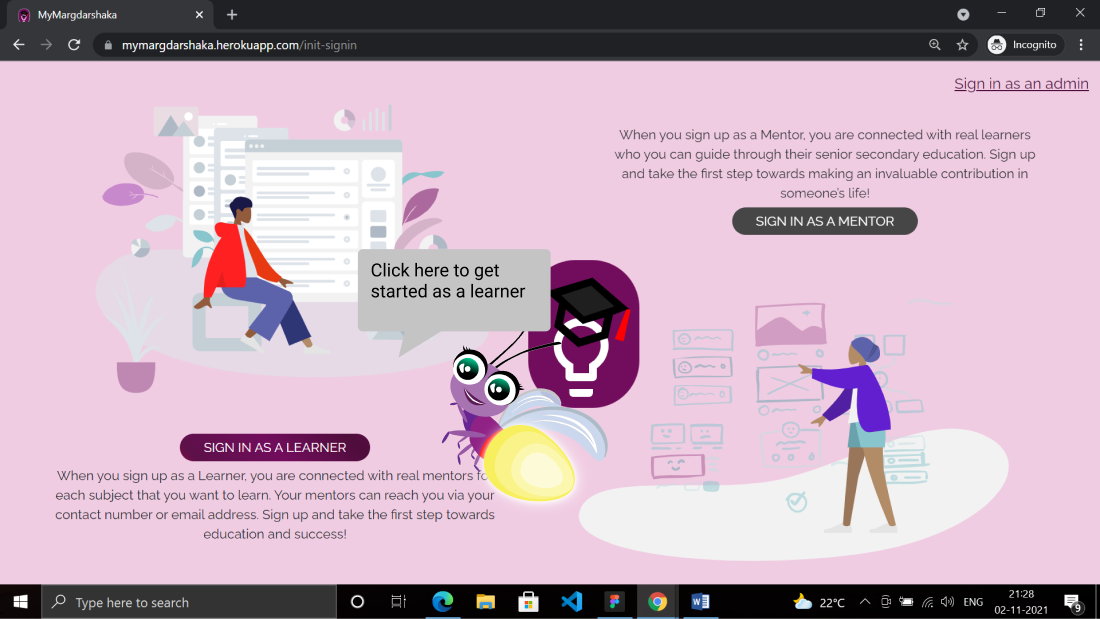 MyMargdarshaka
mymargdarshaka.herokuapp.com/init-signin
Incognito
Sign in as an admin
When you sign up as a Mentor, you are connected with real learners
who you can guide through their senior secondary education. Sign up
and take the first step towards making an invaluable contribution in
someone's life!
SIGN IN AS A MENTOR
Click here to get
started as a learner
SIGN IN AS A LEARNER
When you sign up as a Learner, you are connected with real mentors
each subject that you want to learn. Your mentors can reach you via your
contact number or email address. Sign up and take the first step towards
education and success!
Type here to search
22°C
ENG
21:28
02-11-2021
9